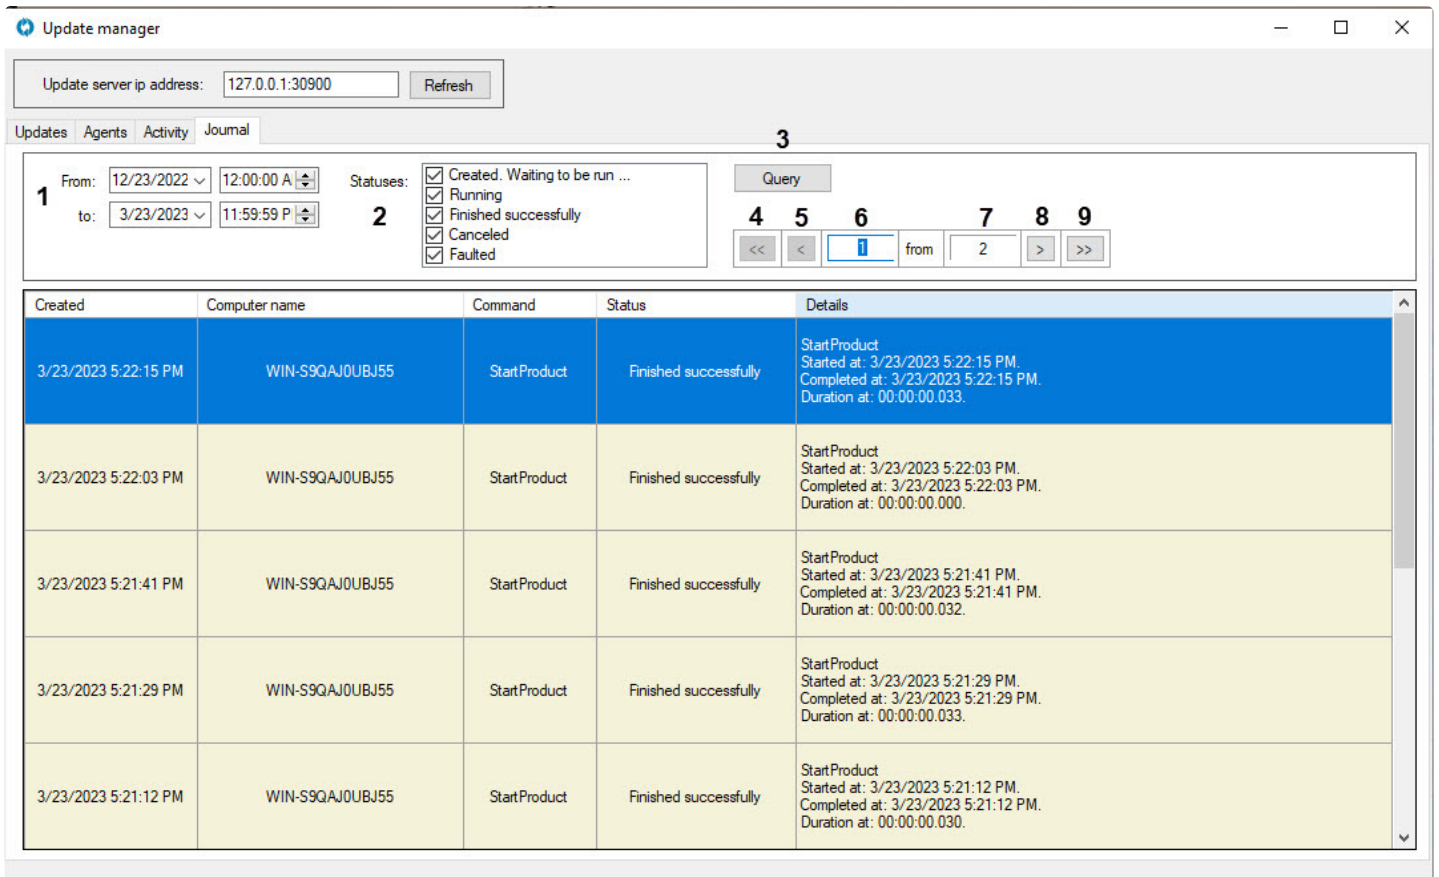 Update manager
Update server ip address: 127.0.0.1:30900 Refresh
Updates Agents Activity Journal
3
1 From: 12/23/2022 12:00:00 A
to: 3/23/2023 11:59:59 P
Statuses:
2
Created. Waiting to be run ...
Running
Finished successfully
Canceled
Faulted
Query
4 5 6 7 8 9
<< < 1 from 2 > >>
Created Computer name Command Status Details
3/23/2023 5:22:15 PM WIN-S9QAJ0UBJ55 StartProduct Finished successfully
StartProduct
Started at: 3/23/2023 5:22:15 PM.
Completed at: 3/23/2023 5:22:15 PM.
Duration at: 00:00:00.033.
3/23/2023 5:22:03 PM WIN-S9QAJ0UBJ55 StartProduct Finished successfully
StartProduct
Started at: 3/23/2023 5:22:03 PM.
Completed at: 3/23/2023 5:22:03 PM.
Duration at: 00:00:00.000.
3/23/2023 5:21:41 PM WIN-S9QAJ0UBJ55 StartProduct Finished successfully
StartProduct
Started at: 3/23/2023 5:21:41 PM.
Completed at: 3/23/2023 5:21:41 PM.
Duration at: 00:00:00.032.
3/23/2023 5:21:29 PM WIN-S9QAJ0UBJ55 StartProduct Finished successfully
StartProduct
Started at: 3/23/2023 5:21:29 PM.
Completed at: 3/23/2023 5:21:29 PM.
Duration at: 00:00:00.033.
3/23/2023 5:21:12 PM WIN-S9QAJ0UBJ55 StartProduct Finished successfully
StartProduct
Started at: 3/23/2023 5:21:12 PM.
Completed at: 3/23/2023 5:21:12 PM.
Duration at: 00:00:00.030.